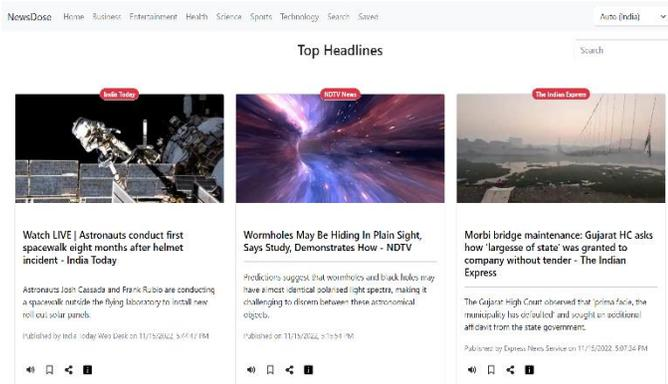 NewsDose Home Business Entertainment Health Science Sports Technology Search Saved Auto (India)
Top Headlines
Search
India Today
NDTV News
The Indian Express
Watch LIVE | Astronauts conduct first
spacewalk eight months after helmet
incident - India Today
Astronauts Josh Cassada and Frank Rubio are conducting
a spacewalk outside the flying laboratory to install new
roll out solar panels.
Published by India Today Web Desk on 11/15/2022, 5:44:47 PM
Wormholes May Be Hiding In Plain Sight,
Says Study, Demonstrates How - NDTV
Predictions suggest that wormholes and black holes may
have almost identical polarised light spectra, making it
challenging to discern between these astronomical
objects.
Published on 11/15/2022, PM
Morbi bridge maintenance: Gujarat HC asks
how 'largesse of state' was granted to
company without tender - The Indian
Express
The Gujarat High Court observed that 'prima facie, the
municipality has defaulted' and sought an additional
affidavit from the state government.
Published by Express News Service on 11/15/2022, 5:07:34 PM